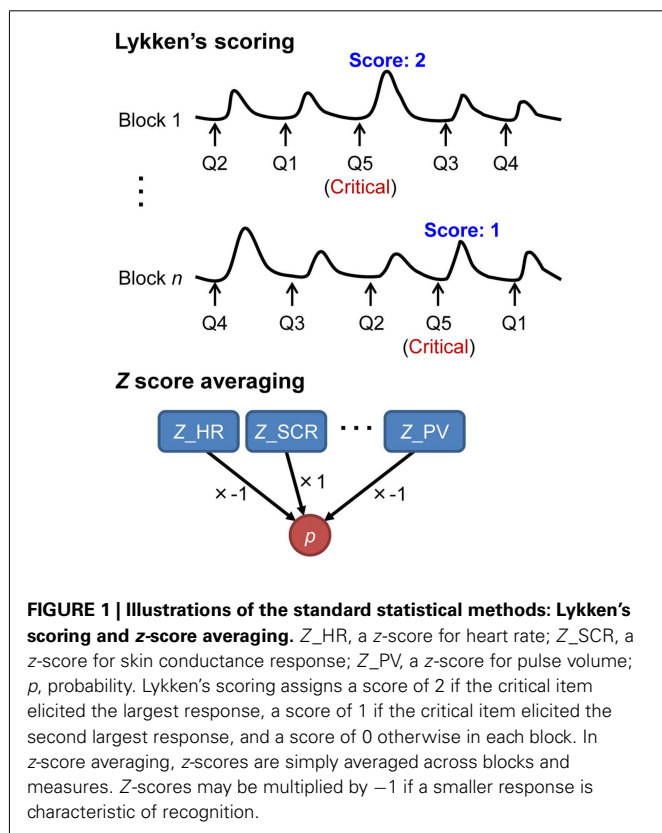 Lykken's scoring
Score: 2
Block 1
Q2 Q1 Q5 Q3 Q4
(Critical)
⋮
Score: 1
Block n
Q4 Q3 Q2 Q5 Q1
(Critical)
Z score averaging
Z_HR Z_SCR ··· Z_PV
× -1 × 1 × -1
p
FIGURE 1 | Illustrations of the standard statistical methods: Lykken's
scoring and z-score averaging. Z_HR, a z-score for heart rate; Z_SCR, a
z-score for skin conductance response; Z_PV, a z-score for pulse volume;
p, probability. Lykken's scoring assigns a score of 2 if the critical item
elicited the largest response, a score of 1 if the critical item elicited the
second largest response, and a score of 0 otherwise in each block. In
z-score averaging, z-scores are simply averaged across blocks and
measures. Z-scores may be multiplied by −1 if a smaller response is
characteristic of recognition.